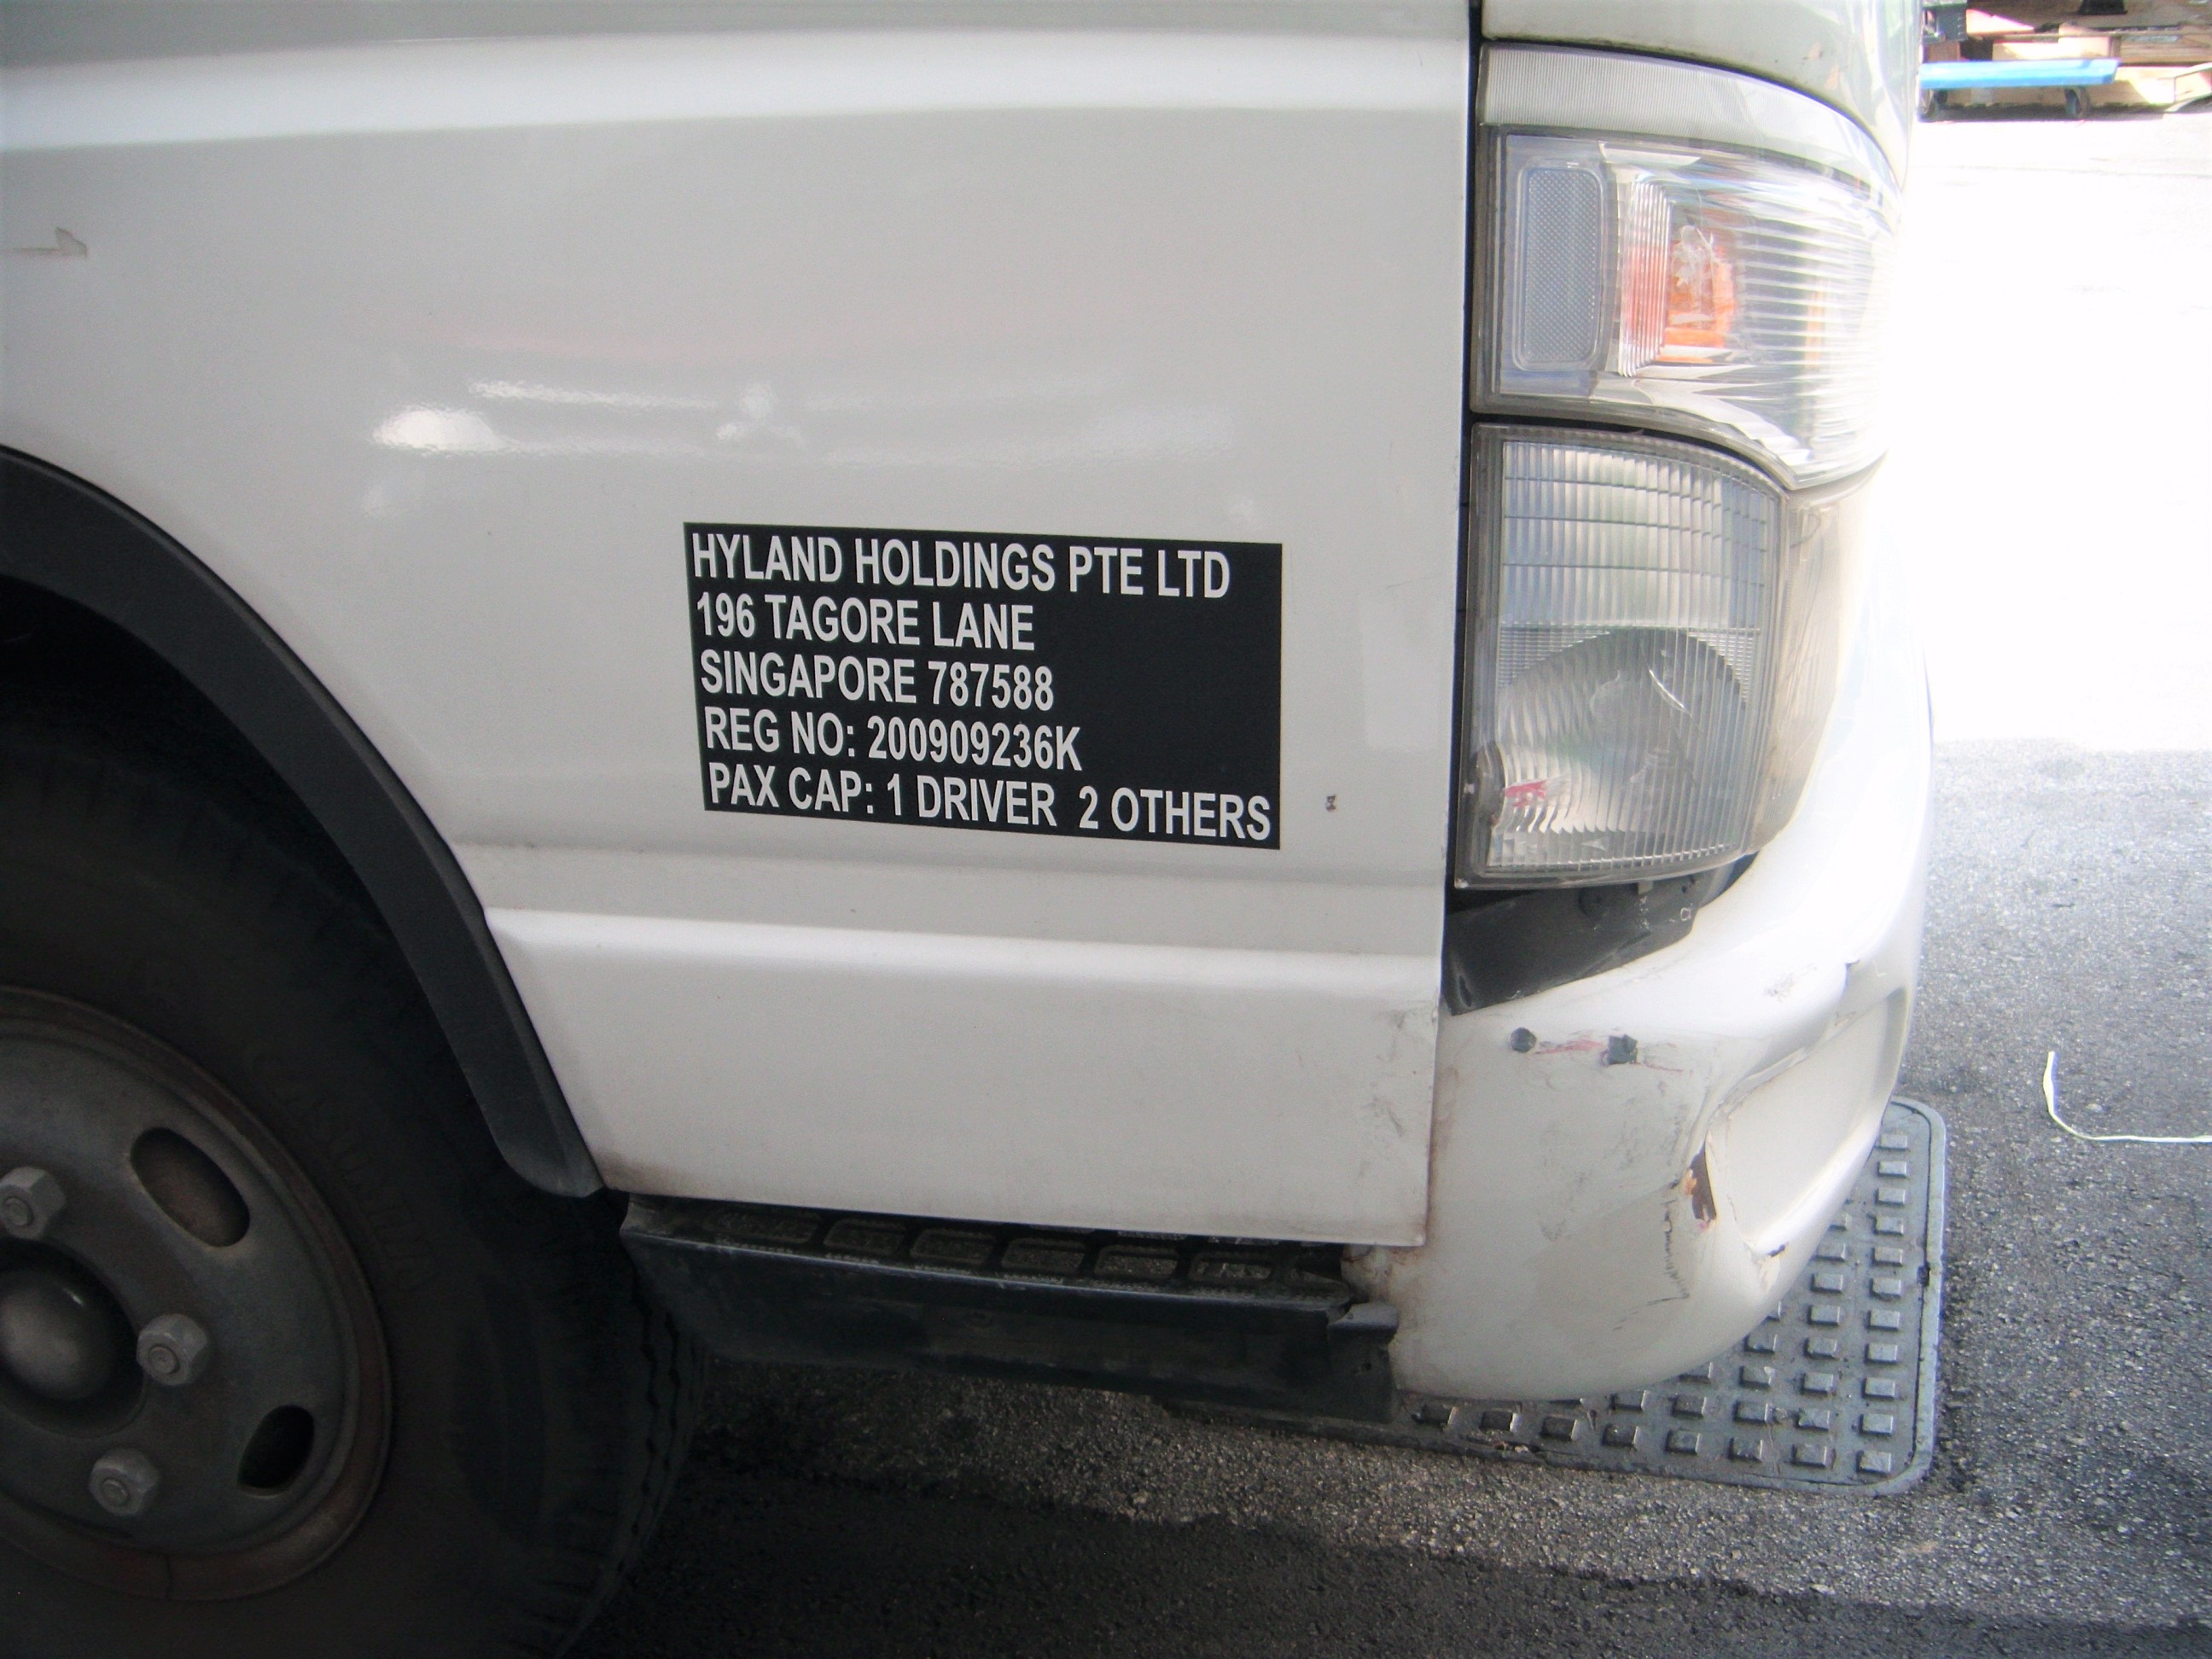 HYLAND HOLDINGS PTE LTD
196 TAGORE LANE
SINGAPORE 787588
REG NO: 200909236K
PAX CAP: 1 DRIVER 2 OTHERS